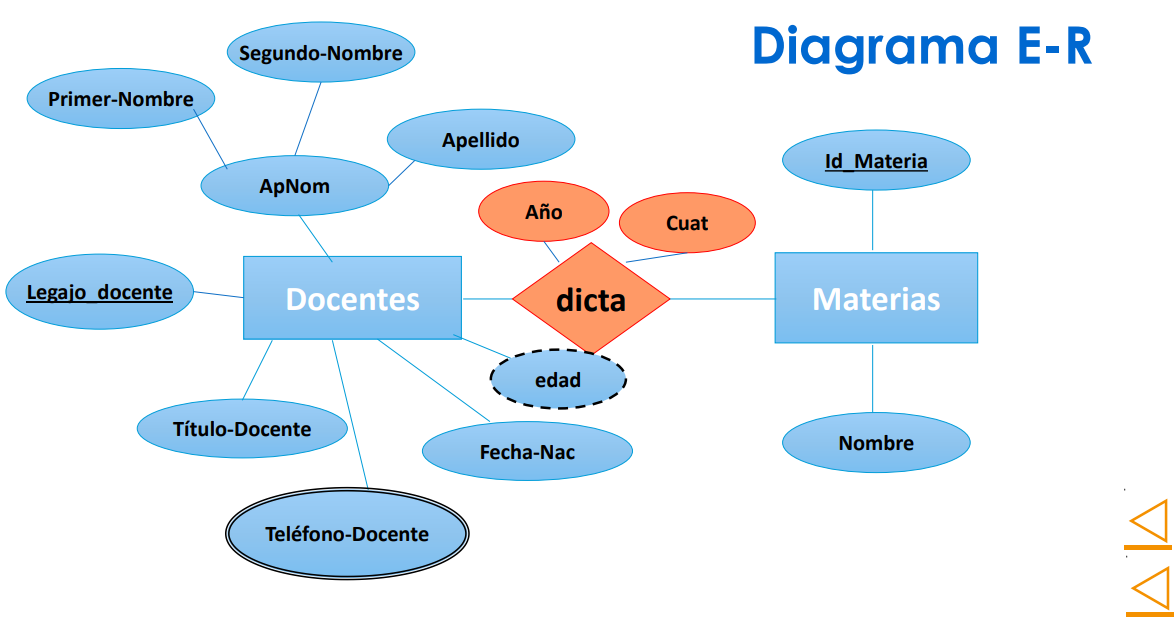 Diagrama E-R
Segundo-Nombre
Primer-Nombre
Apellido
Id_Materia
ApNom
Año
Cuat
Legajo_docente
Docentes
dicta
Materias
edad
Título-Docente
Fecha-Nac
Nombre
Teléfono-Docente